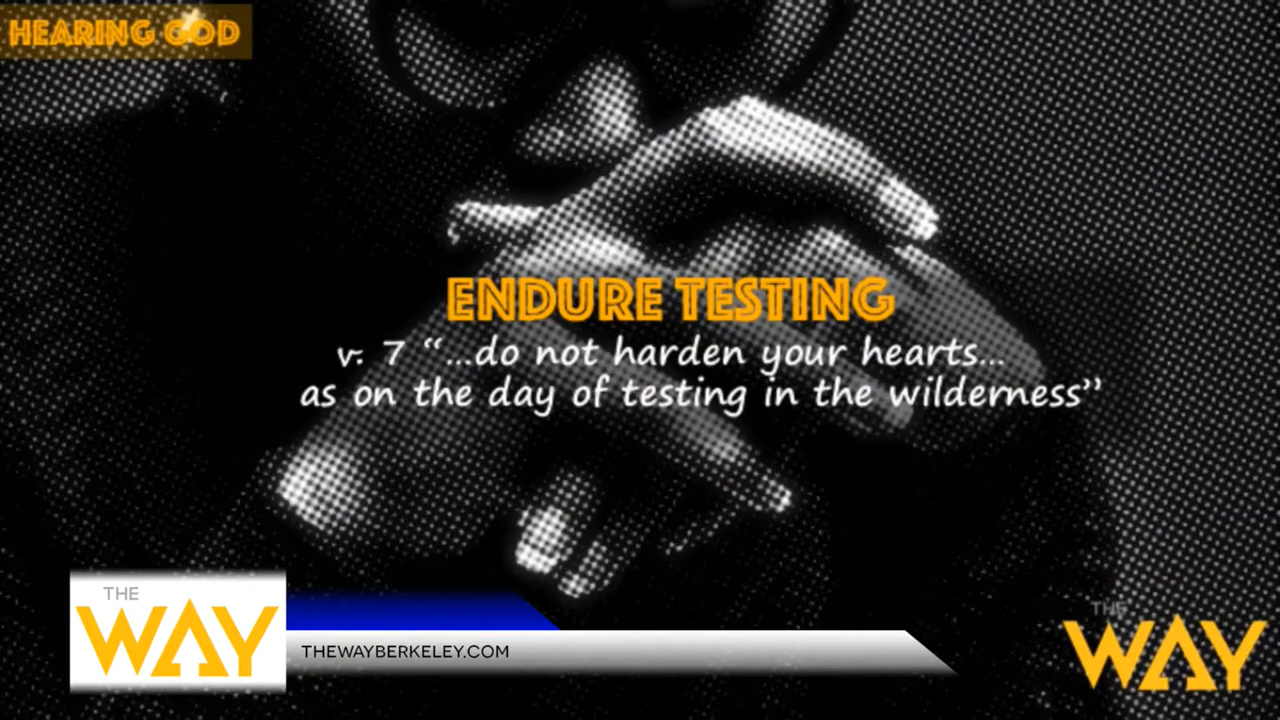 HEARING GOD
ENDURE TESTING
v. 7 “...do not harden your hearts...
as on the day of testing in the wilderness”
THE
WAY
THEWAYBERKELEY.COM
THE
WAY